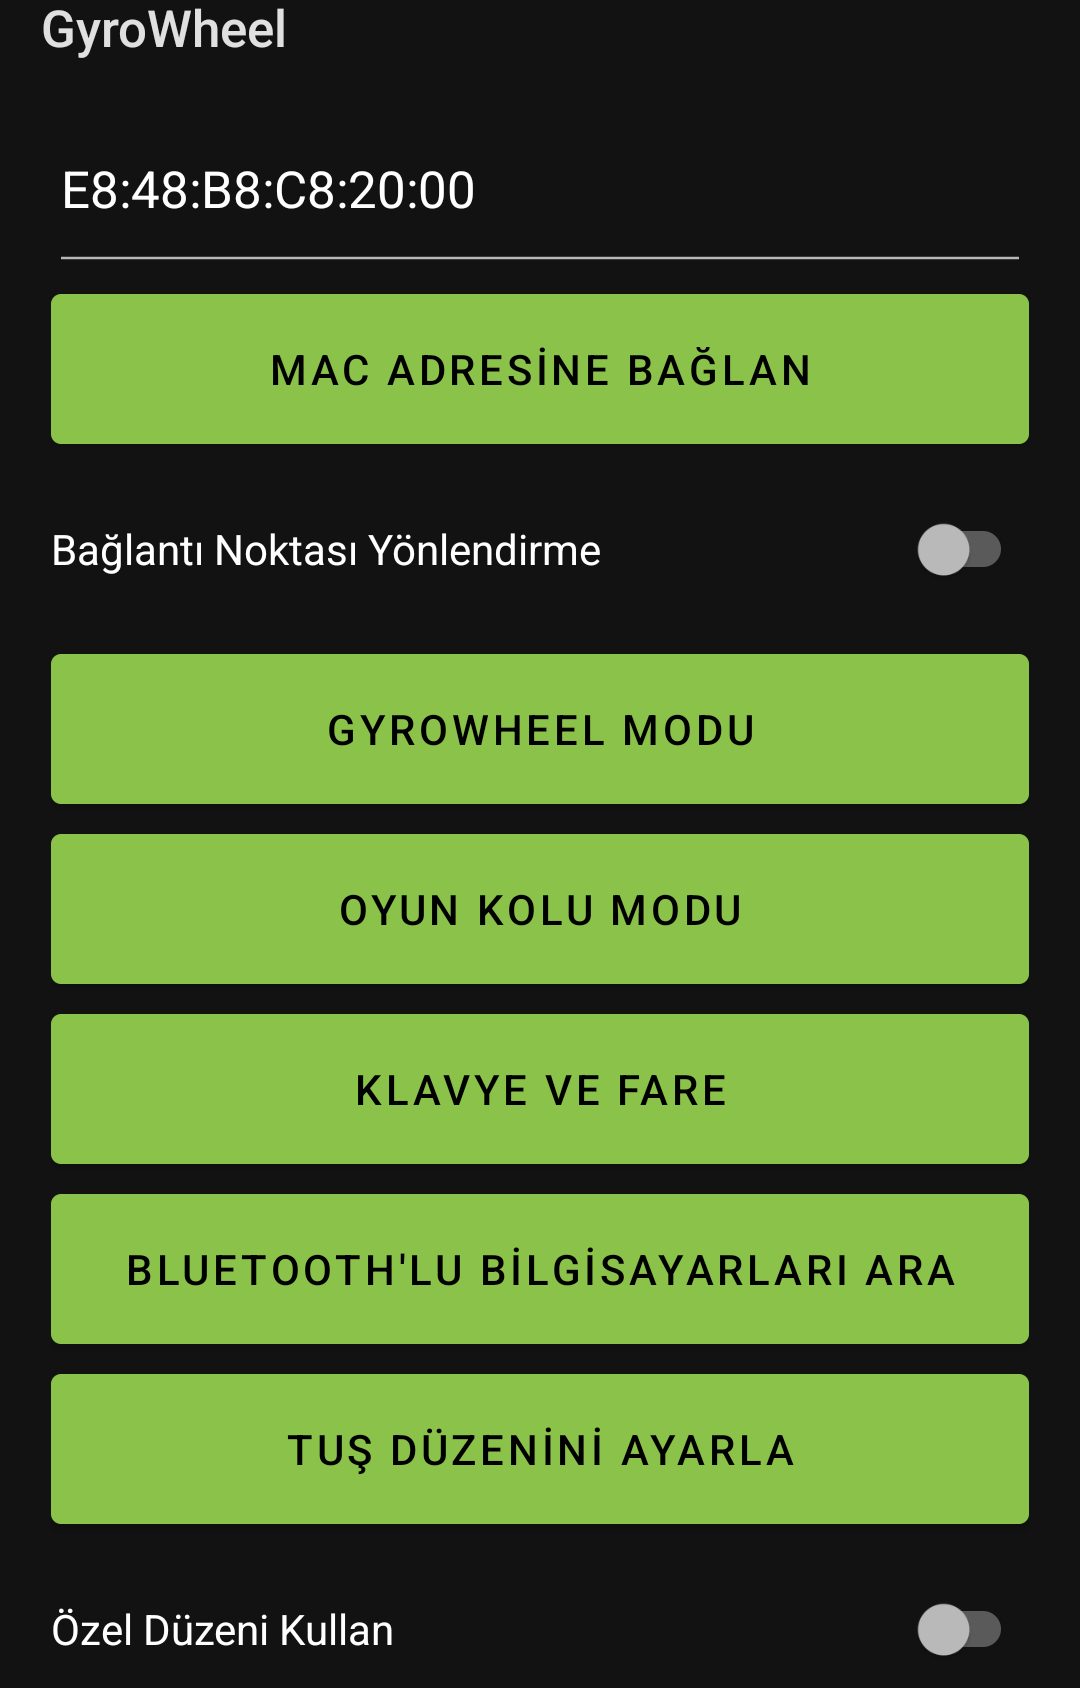 GyroWheel
E8:48:B8:C8:20:00
MAC ADRESİNE BAĞLAN
Bağlantı Noktası Yönlendirme
GYROWHEEL MODU
OYUN KOLU MODU
KLAVYE VE FARE
BLUETOOTH'LU BİLGİSAYARLARI ARA
TUŞ DÜZENİNİ AYARLA
Özel Düzeni Kullan